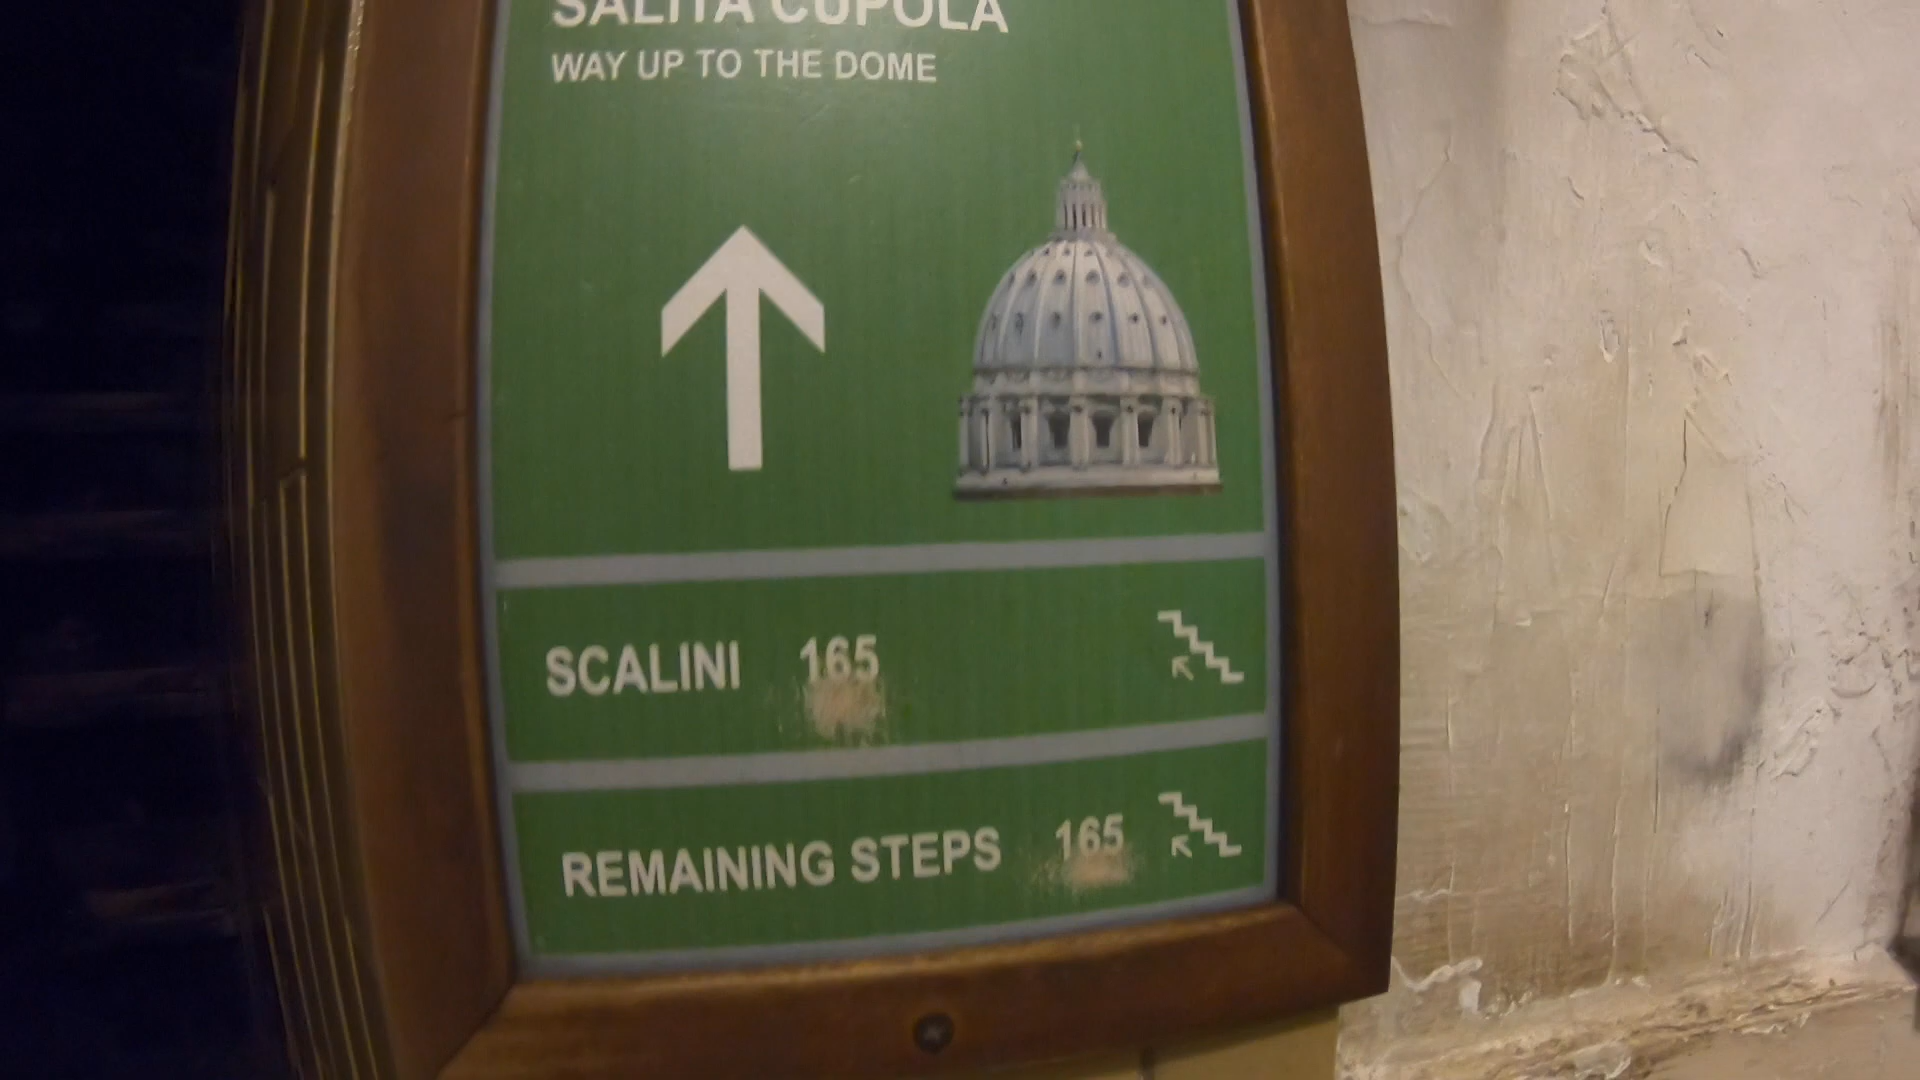 SALITA CUPOLA
WAY UP TO THE DOME
SCALINI 165
REMAINING STEPS 165